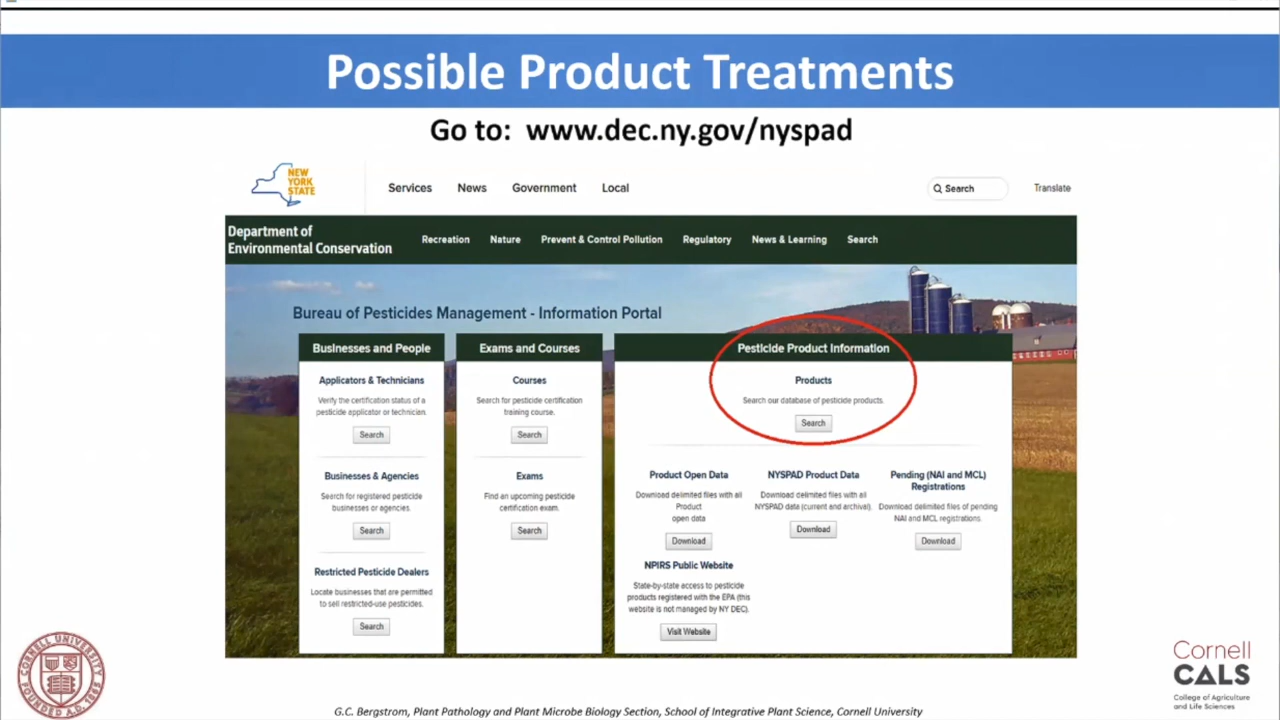 Possible Product Treatments
Go to: www.dec.ny.gov/nyspad
NEW
YORK
STATE
Services News Government Local
Search
Translate
Department of
Environmental Conservation
Recreation Nature Prevent & Control Pollution Regulatory News & Learning Search
Bureau of Pesticides Management - Information Portal
Businesses and People
Applicators & Technicians
Verify the certification status of a
pesticide applicator or technician.
Search
Businesses & Agencies
Search for registered pesticide
businesses or agencies.
Search
Restricted Pesticide Dealers
Locate businesses that are permitted
to sell restricted-use pesticides.
Search
Exams and Courses
Courses
Search for pesticide certification
training course.
Search
Exams
Find an upcoming pesticide
certification exam.
Search
Pesticide Product Information
Products
Search our database of pesticide products.
Search
Product Open Data
Download delimited files with all
Product
open data
Download
NYSPAD Product Data
Download delimited files with all
NYSPAD data (current and archival).
Download
Pending (NAI and MCL)
Registrations
Download delimited files of pending
NAI and MCL registrations.
Download
NPIRS Public Website
State-by-state access to pesticide
products registered with the EPA (this
website is not managed by NY DEC).
Visit Website
CORNELL UNIVERSITY
FOUNDED A.D. 1865
Cornell
CALS
College of Agriculture
and Life Sciences
G.C. Bergstrom, Plant Pathology and Plant Microbe Biology Section, School of Integrative Plant Science, Cornell University